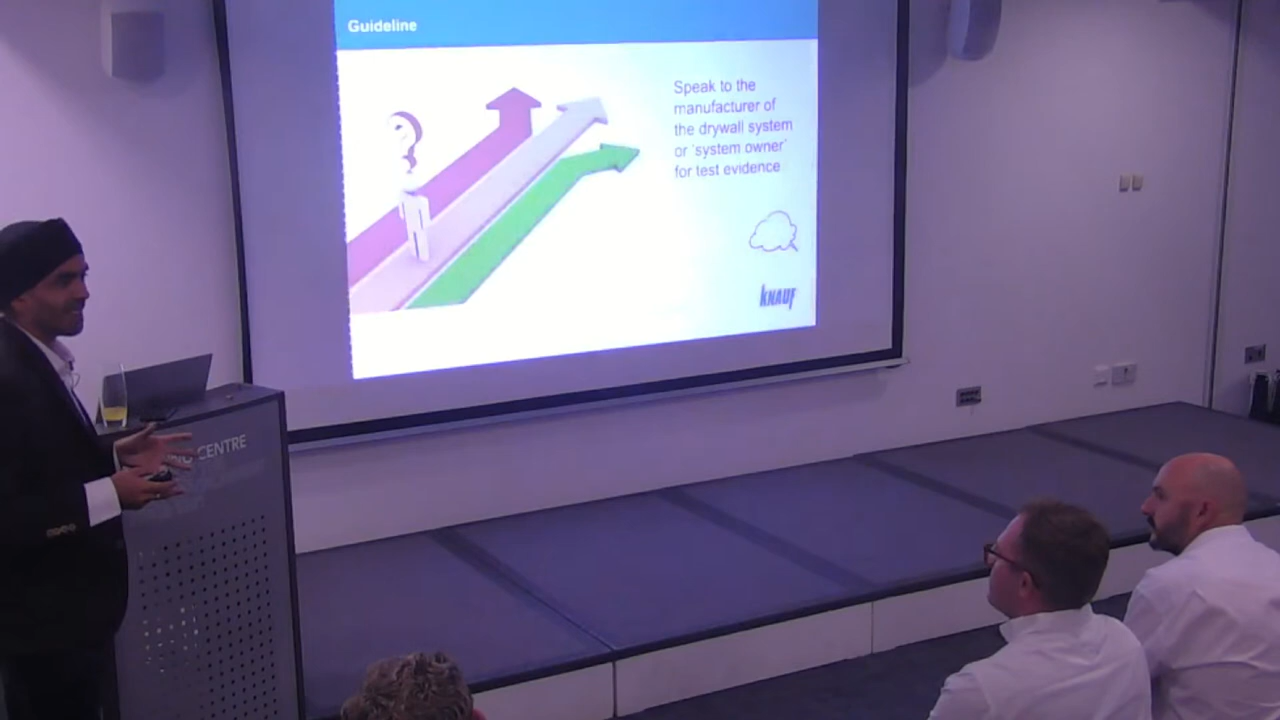 Guideline
Speak to the
manufacturer of
the drywall system
or 'system owner'
for test evidence
KNAUF
CENTRE